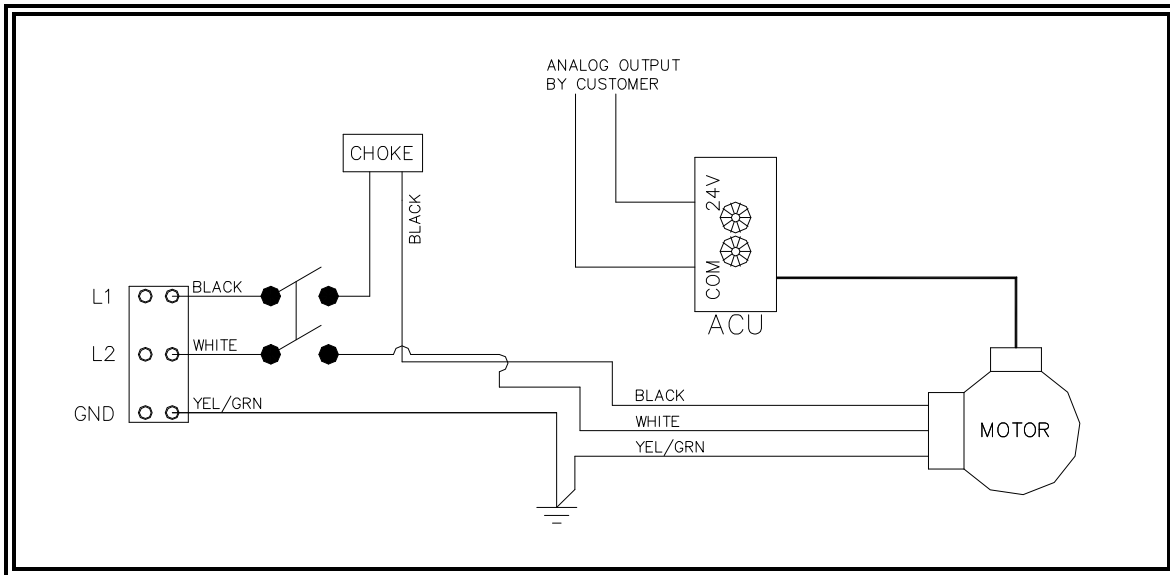 ANALOG OUTPUT
BY CUSTOMER
CHOKE
BLACK
24V
COM
ACU
L1
BLACK
L2
WHITE
GND
YEL/GRN
BLACK
WHITE
YEL/GRN
MOTOR